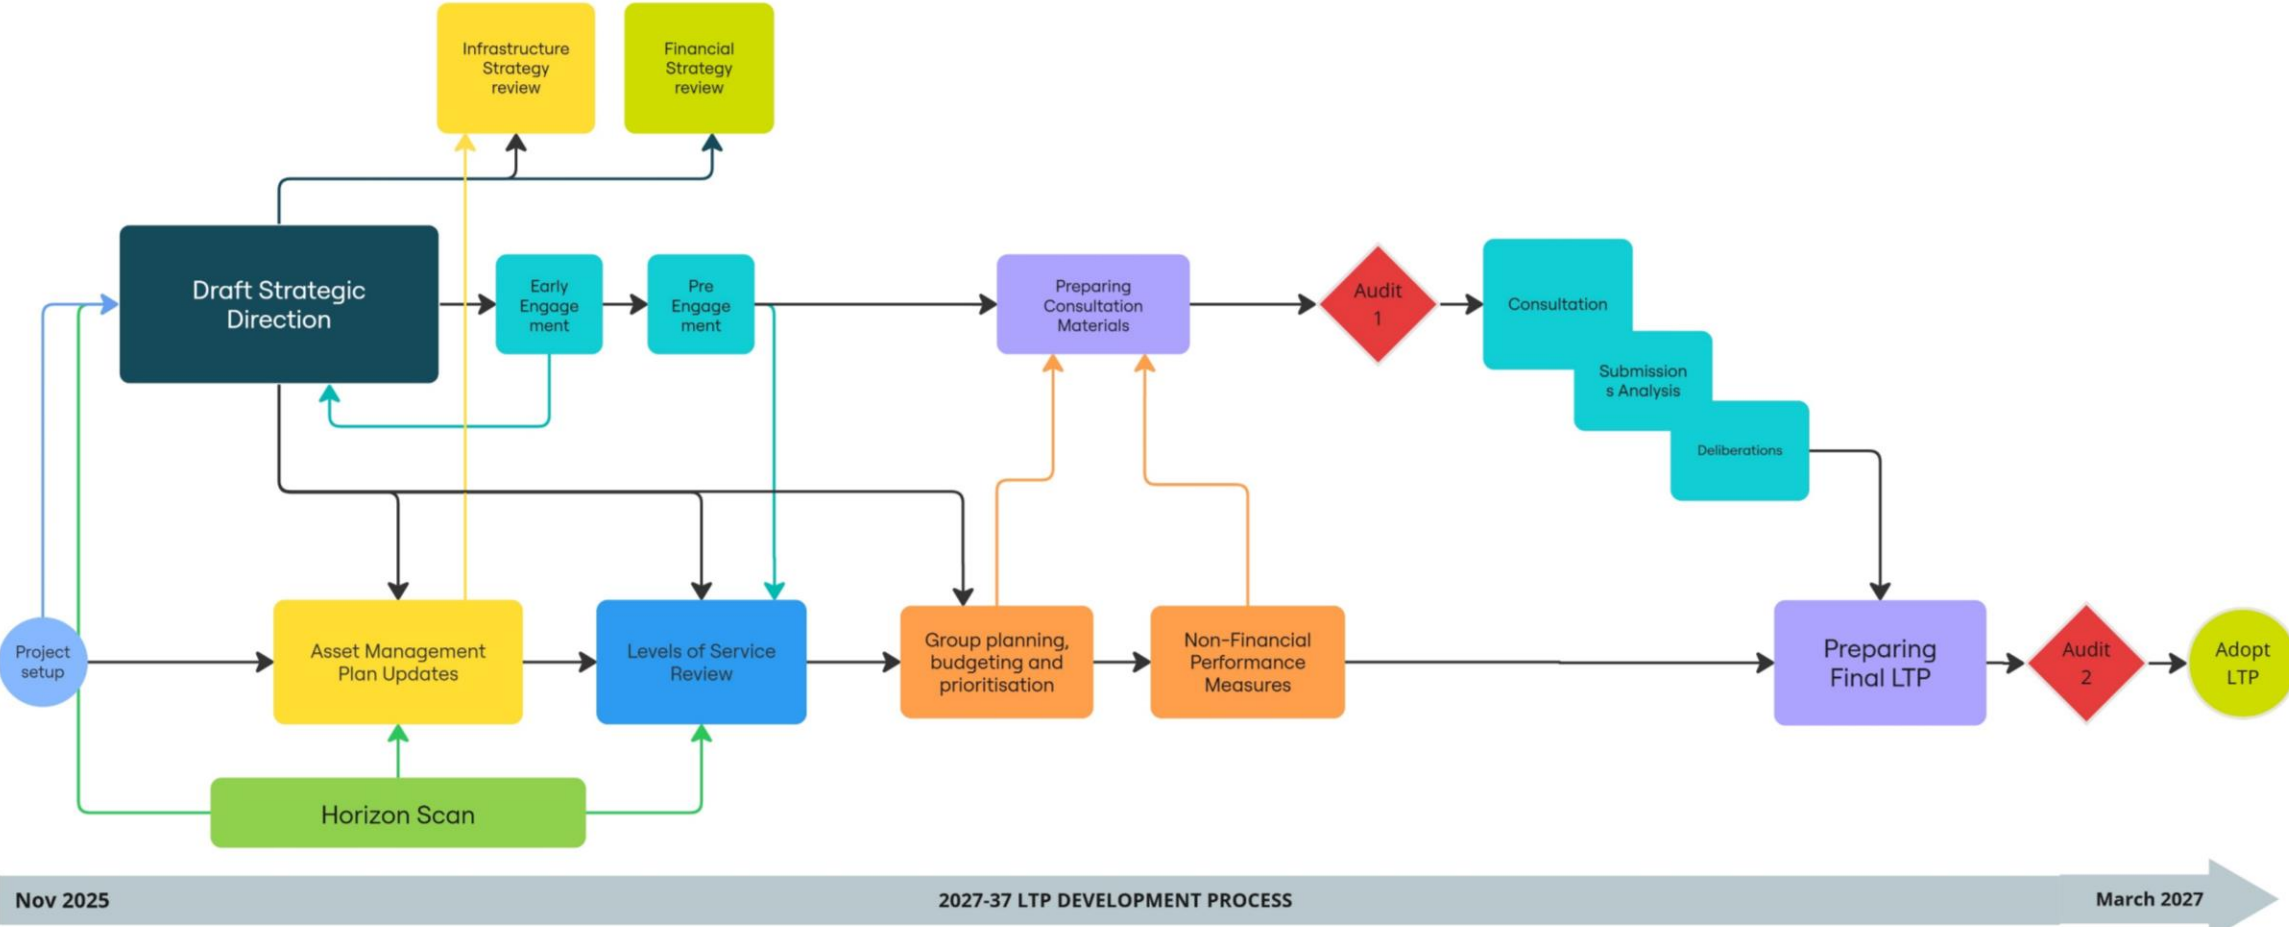 Infrastructure
Strategy
review
Financial
Strategy
review
Draft Strategic
Direction
Early
Engage
ment
Pre
Engage
ment
Preparing
Consultation
Materials
Audit
1
Consultation
Submission
s Analysis
Deliberations
Project
setup
Asset Management
Plan Updates
Levels of Service
Review
Group planning,
budgeting and
prioritisation
Non-Financial
Performance
Measures
Preparing
Final LTP
Audit
2
Adopt
LTP
Horizon Scan
Nov 2025
2027-37 LTP DEVELOPMENT PROCESS
March 2027